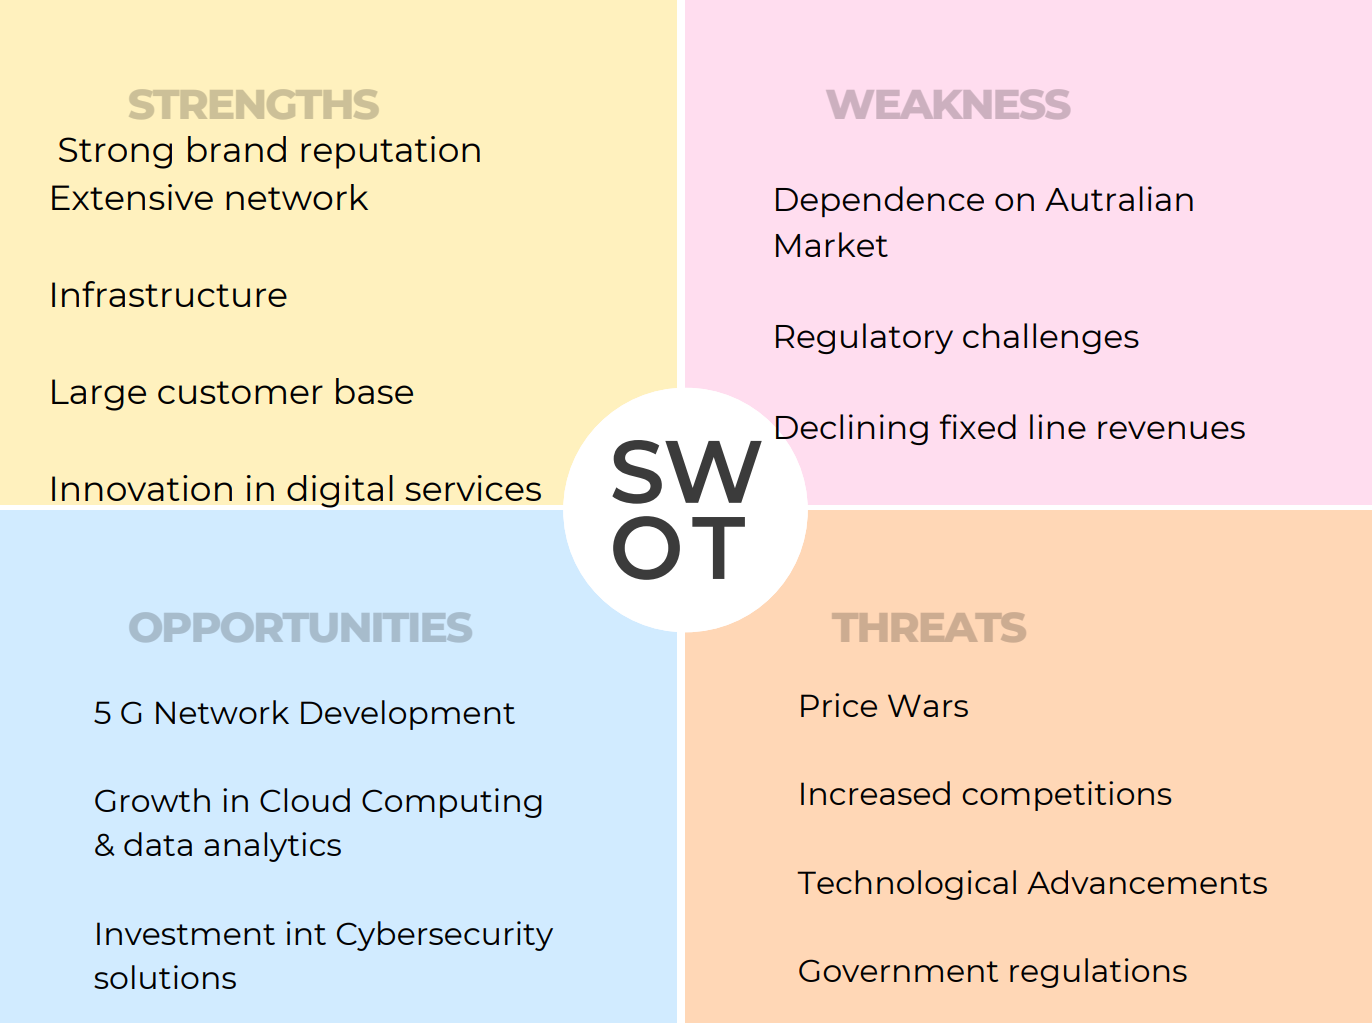 STRENGTHS
Strong brand reputation
Extensive network
Infrastructure
Large customer base
Innovation in digital services
WEAKNESS
Dependence on Autralian
Market
Regulatory challenges
Declining fixed line revenues
SW
OT
OPPORTUNITIES
5 G Network Development
Growth in Cloud Computing
& data analytics
Investment int Cybersecurity
solutions
THREATS
Price Wars
Increased competitions
Technological Advancements
Government regulations